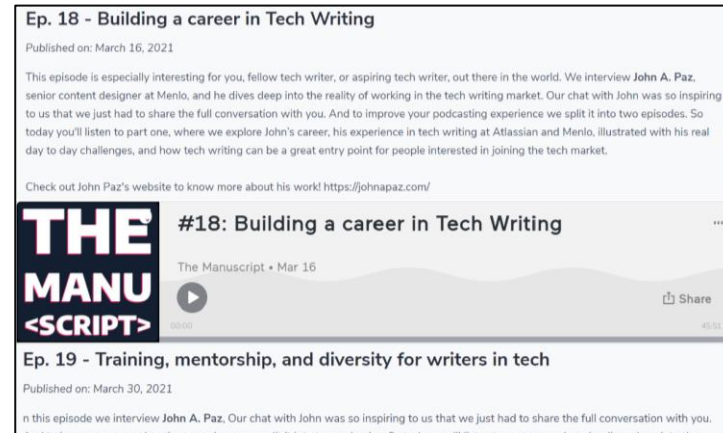 Ep. 18 - Building a career in Tech Writing
Published on: March 16, 2021
This episode is especially interesting for you, fellow tech writer, or aspiring tech writer, out there in the world. We interview John A. Paz,
senior content designer at Menlo, and he dives deep into the reality of working in the tech writing market. Our chat with John was so inspiring
to us that we just had to share the full conversation with you. And to improve your podcasting experience we split it into two episodes. So
today you'll listen to part one, where we explore John's career, his experience in tech writing at Atlassian and Menlo, illustrated with his real
day to day challenges, and how tech writing can be a great entry point for people interested in joining the tech market.
Check out John Paz's website to know more about his work! https://johnapaz.com/
THE
MANU
<SCRIPT>
#18: Building a career in Tech Writing
The Manuscript • Mar 16
Share
00:00
45:51
Ep. 19 - Training, mentorship, and diversity for writers in tech
Published on: March 30, 2021
n this episode we interview John A. Paz, Our chat with John was so inspiring to us that we just had to share the full conversation with you.